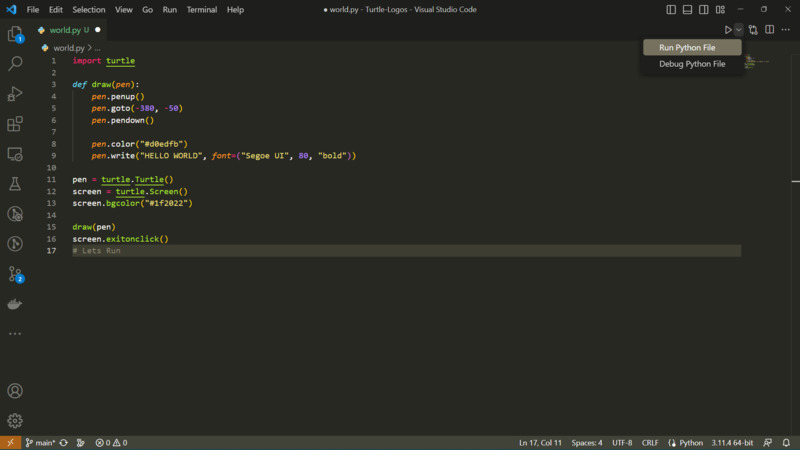 File Edit Selection View Go Run Terminal Help
● world.py - Turtle-Logos - Visual Studio Code
world.py U ●
world.py > ...
Run Python File
Debug Python File
1 import turtle
2
3 def draw(pen):
4     pen.penup()
5     pen.goto(-380, -50)
6     pen.pendown()
7
8     pen.color("#d0edfb")
9     pen.write("HELLO WORLD", font=("Segoe UI", 80, "bold"))
10
11 pen = turtle.Turtle()
12 screen = turtle.Screen()
13 screen.bgcolor("#1f2022")
14
15 draw(pen)
16 screen.exitonclick()
17 # Lets Run
1
2
main* 0 0 Ln 17, Col 11 Spaces: 4 UTF-8 CRLF Python 3.11.4 64-bit